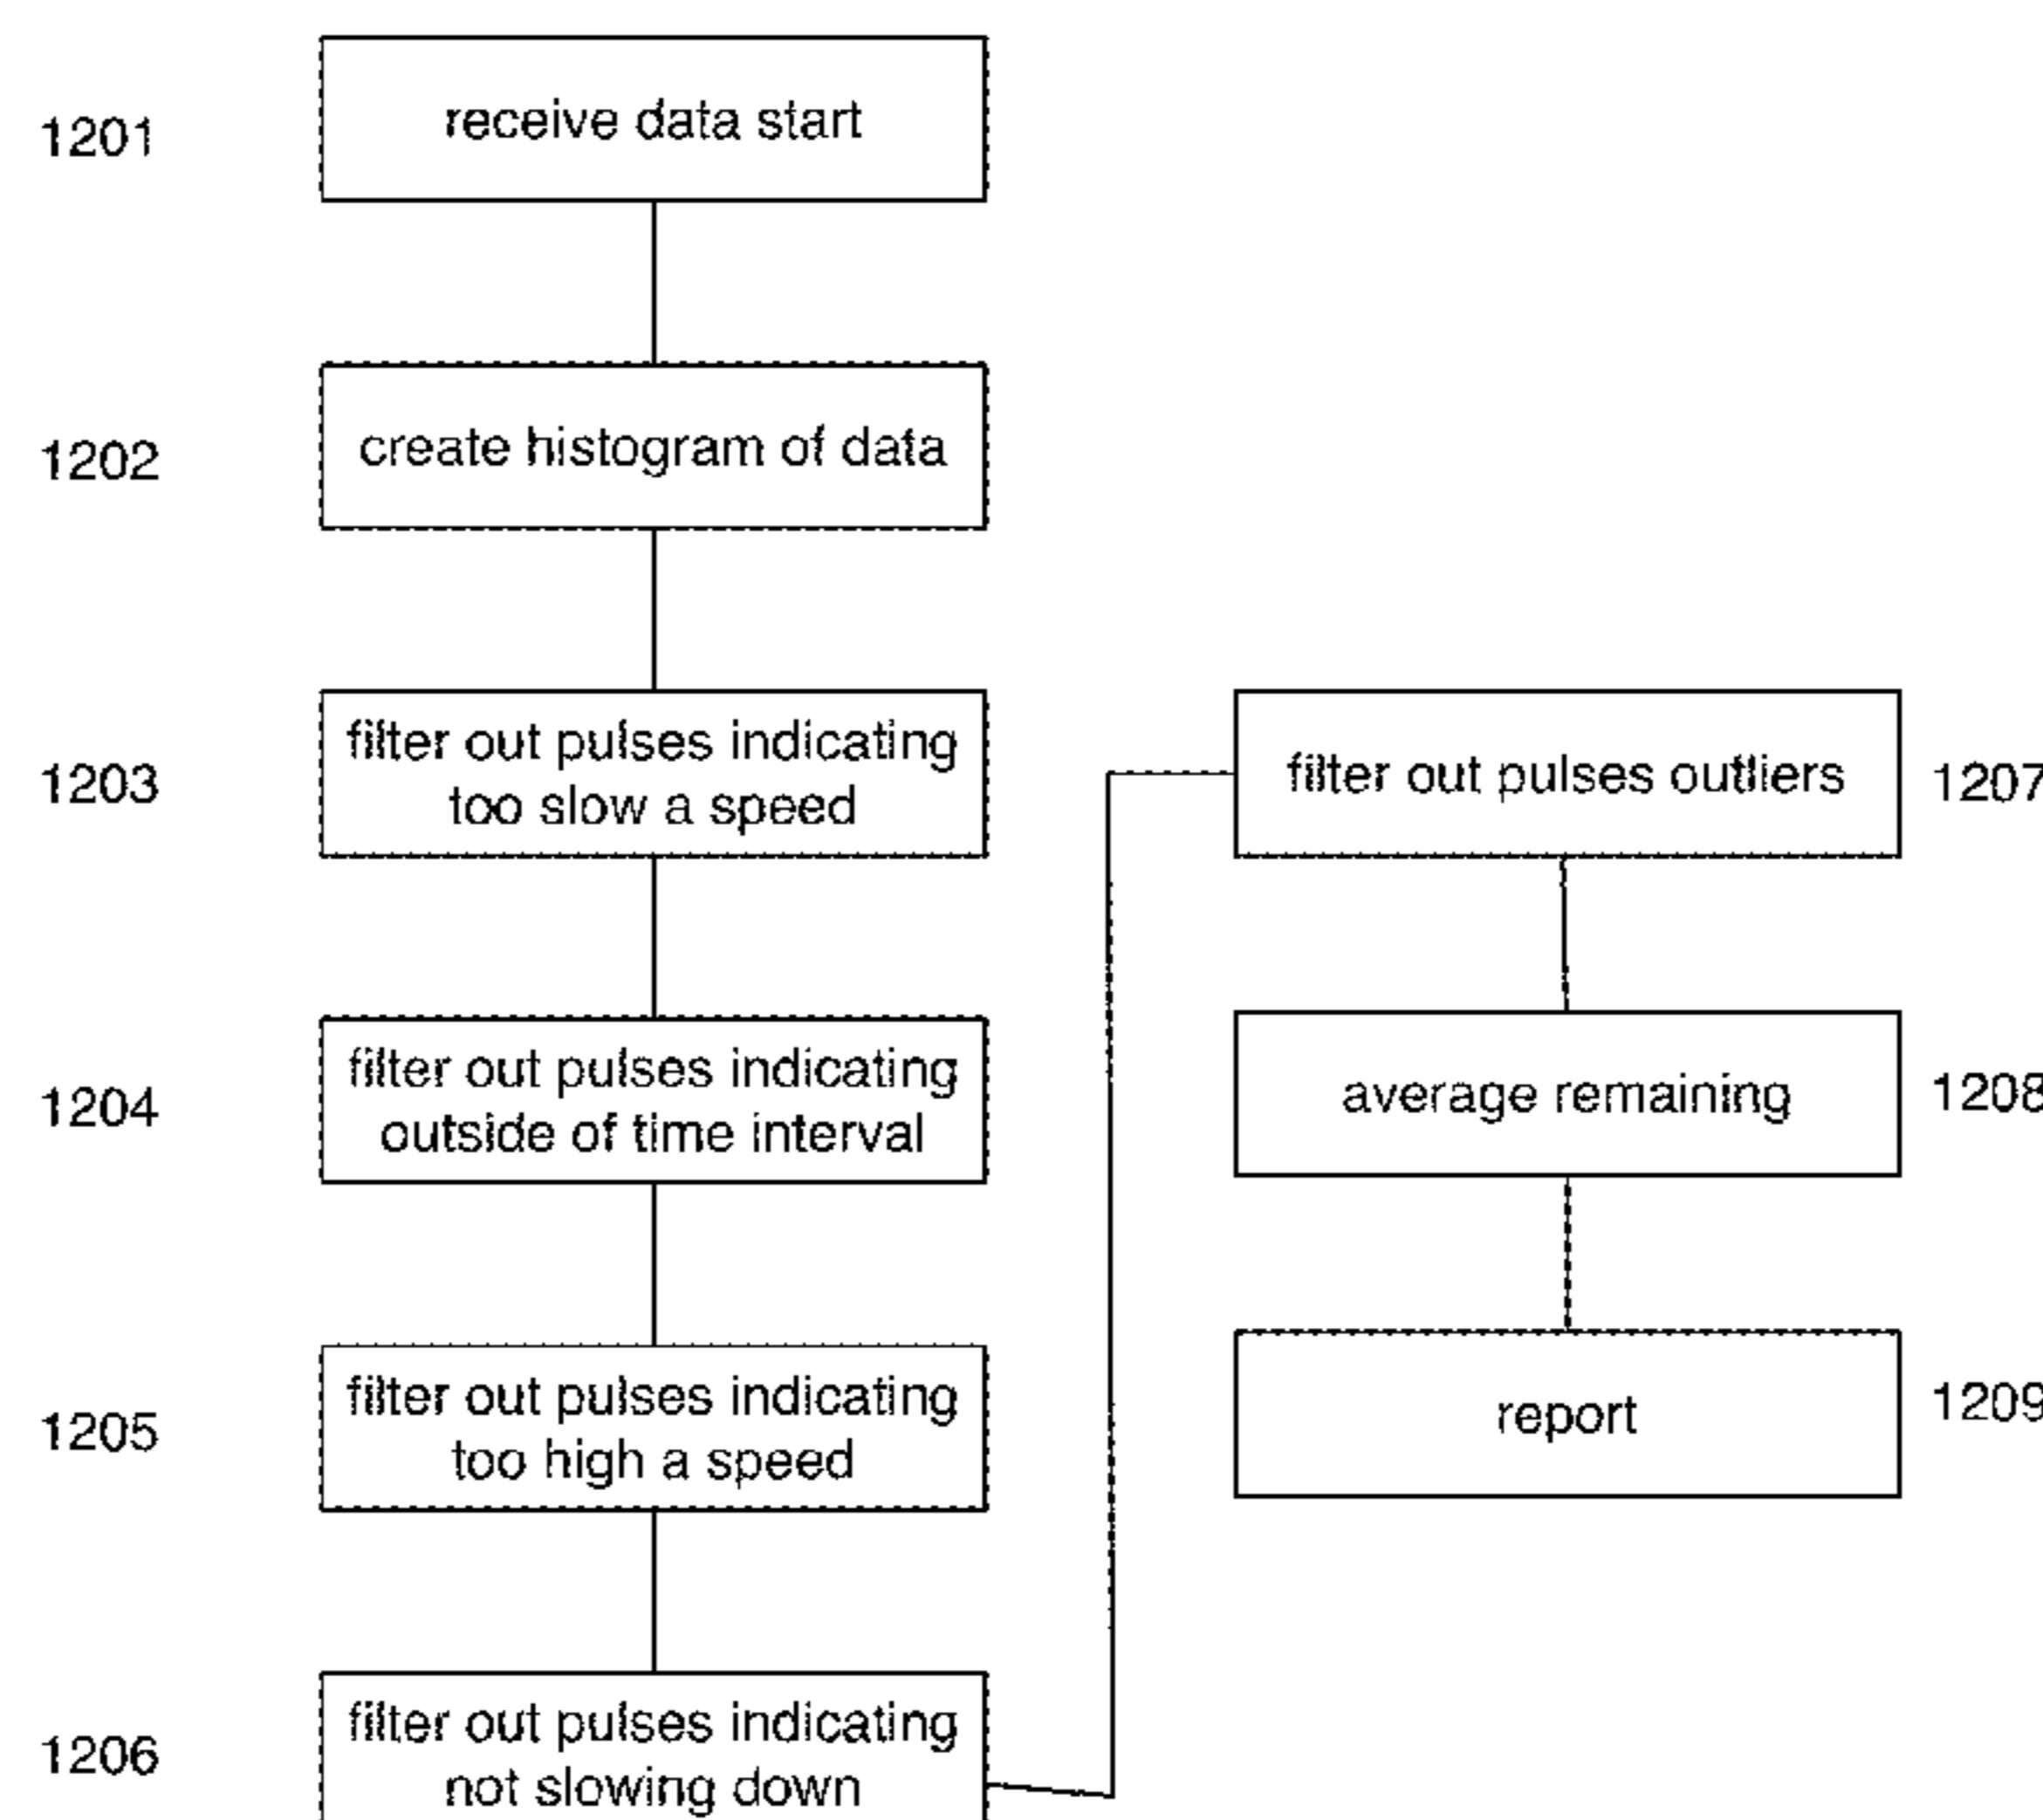 1201
receive data start
1202
create histogram of data
1203
filter out pulses indicating
too slow a speed
1204
filter out pulses indicating
outside of time interval
1205
filter out pulses indicating
too high a speed
1206
filter out pulses indicating
not slowing down
filter out pulses outliers
1207
average remaining
1208
report
1209